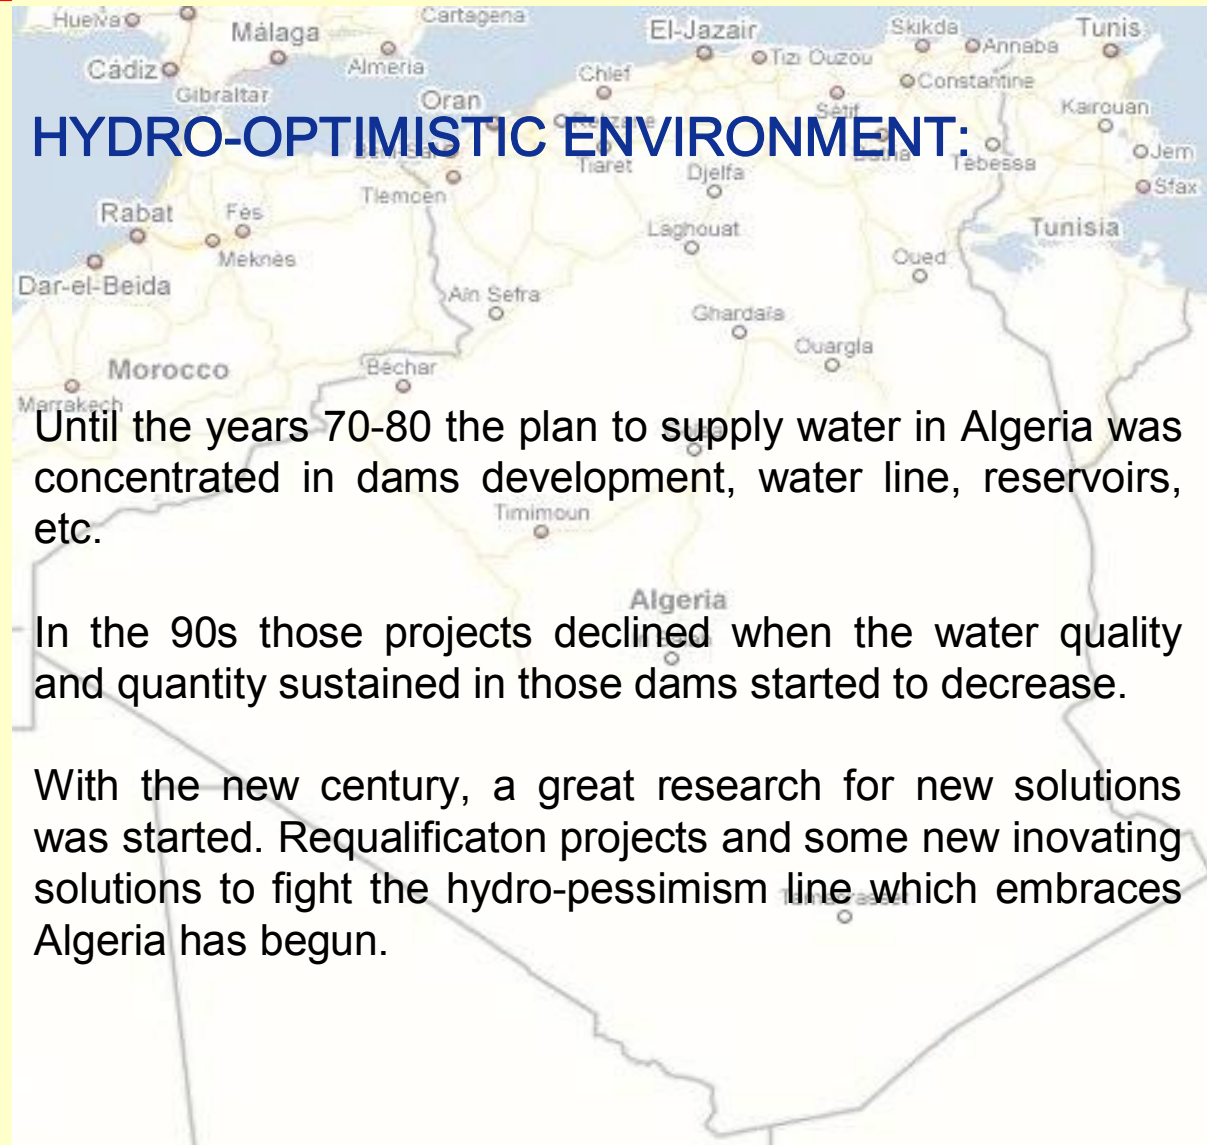 Huelva
Málaga
Cartagena
El-Jazair
Skikda
Annaba
Tunis
Cádiz
Almeria
Chlef
Tizi Ouzou
Constantine
Gibraltar
Oran
Sétif
Kairouan
HYDRO-OPTIMISTIC ENVIRONMENT:
Tiaret
Djelfa
Tébessa
Jem
Sfax
Tlemcen
Rabat
Fès
Laghouat
Tunisia
Meknès
Oued
Dar-el-Beida
Aïn Sefra
Ghardaïa
Ouargla
Morocco
Béchar
Marrakech
Until the years 70-80 the plan to supply water in Algeria was
concentrated in dams development, water line, reservoirs,
etc.
Timimoun
Algeria
In the 90s those projects declined when the water quality
and quantity sustained in those dams started to decrease.
With the new century, a great research for new solutions
was started. Requalificaton projects and some new inovating
solutions to fight the hydro-pessimism line which embraces
Algeria has begun.